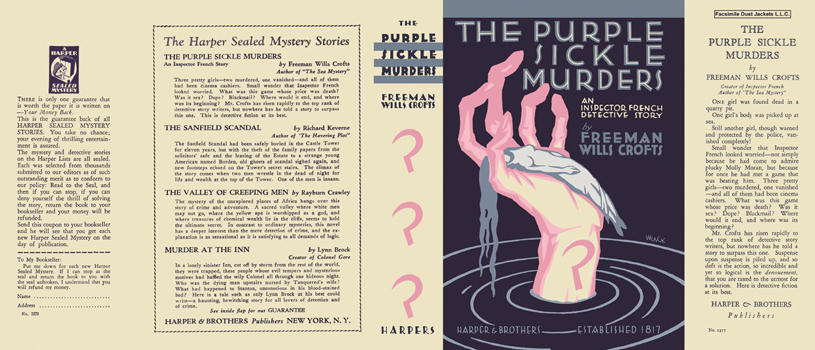 A
HARPER
SEALED
MYSTERY
THERE is only one guarantee that
is worth the paper it is written on
—Your Money Back.
This is the guarantee back of all
HARPER SEALED MYSTERY
STORIES. You take no chance;
your evening of thrilling entertain-
ment is assured.
The mystery and detective stories
on the Harper Lists are all sealed.
Each was selected from thousands
submitted to our editors as of such
outstanding merit as to conform to
our policy: Read to the Seal, and
then if you can stop, if you can
deny yourself the thrill of solving
the story, return the book to your
bookseller and your money will be
refunded.
Send this coupon to your bookseller
and he will see that you get each
new Harper Sealed Mystery on the
day of publication.
To My Bookseller:
Put me down for each new Harper
Sealed Mystery. If I can stop at the
seal and return the book to you with
the seal unbroken, I understand that you
will refund my money.
Name
Address
The Harper Sealed Mystery Stories
THE PURPLE SICKLE MURDERS
An Inspector French Story by Freeman Wills Crofts
Author of "The Sea Mystery"
Three pretty girls—two murdered, one vanished—and all of them
had been cinema cashiers. Small wonder that Inspector French
looked worried. What was this game whose price was death?
Was it sex? Dope? Blackmail? Where would it end, and where
was its beginning? Mr. Crofts has risen rapidly to the top rank of
detective story writers, but nowhere has he told a story to surpass
this one. This is detective fiction at its best.
THE SANFIELD SCANDAL by Richard Keverne
Author of "The Havering Plot"
The Sanfield Scandal had been safely buried in the Castle Tower
for eleven years, but with the theft of the family papers from the
solicitors' safe and the leasing of the Estate to a strange young
American named Borden, old ghosts of scandal sighed again, and
new footsteps echoed on the Tower's secret stairs. The climax of
the story comes when two men wrestle in the dead of night for
life and wealth at the top of the Tower. One of the men is insane.
THE VALLEY OF CREEPING MEN by Rayburn Crawley
The mystery of the unexplored places of Africa hangs over this
story of crime and adventure. A sacred valley where white men
may not go, where the yellow ape is worshipped as a god, and
where treasures of chemical wealth lie in the cliffs, seems to hold
the ultimate secret. In contrast to ordinary mysteries, this novel
has a deeper interest than the mere detection of crime, and the ex-
planation is as sensational as it is satisfying to all demands of logic.
MURDER AT THE INN by Lynn Brock
Creator of Colonel Gore
In a lonely sinister Inn, cut off by storm from the rest of the world,
they were trapped, these people whose evil tempers and mysterious
motives had baffled the wily Colonel all through one hideous night.
Who was the dying man upstairs nursed by Tanquered's wife?
What had happened to Stanton, unconscious in his blood-stained
bed? Here is a tale such as only Lynn Brock at his best could
write—a haunting, bewitching story for all lovers of detention and
of crime.
See inside flap for our GUARANTEE
HARPER & BROTHERS Publishers NEW YORK, N. Y.
THE
PURPLE
SICKLE
MURDERS
FREEMAN
WILLS CROFTS
?
?
?
HARPERS
THE PURPLE
SICKLE
MURDERS
AN
INSPECTOR FRENCH
DETECTIVE STORY
by
FREEMAN
WILLS CROFTS
?
HARPER & BROTHERS — ESTABLISHED 1817
Facsimile Dust Jackets L.L.C.
THE
PURPLE SICKLE
MURDERS
by
FREEMAN WILLS CROFTS
Creator of Inspector French
Author of "The Sea Mystery"
ONE girl was found dead in a
quarry pit.
One girl's body was picked up at
sea.
Still another girl, though warned
and protected by the police, van-
ished completely!
Small wonder that Inspector
French looked worried—not simply
because he had come to admire
plucky Molly Moran, but because
for once he had met a game that
was beating him. Three pretty
girls—two murdered, one vanished
—and all of them had been cinema
cashiers. What was this game
whose price was death? Was it
sex? Dope? Blackmail? Where
would it end, and where was its
beginning?
Mr. Crofts has risen rapidly to
the top rank of detective story
writers, but nowhere has he told a
story to surpass this one. Suspense
upon suspense is piled up, and so
deft is the action, so incredible and
yet so logical is the denouement,
that you are taxed to the utmost for
a solution. Here is detective fiction
at its best.
HARPER & BROTHERS
Publishers